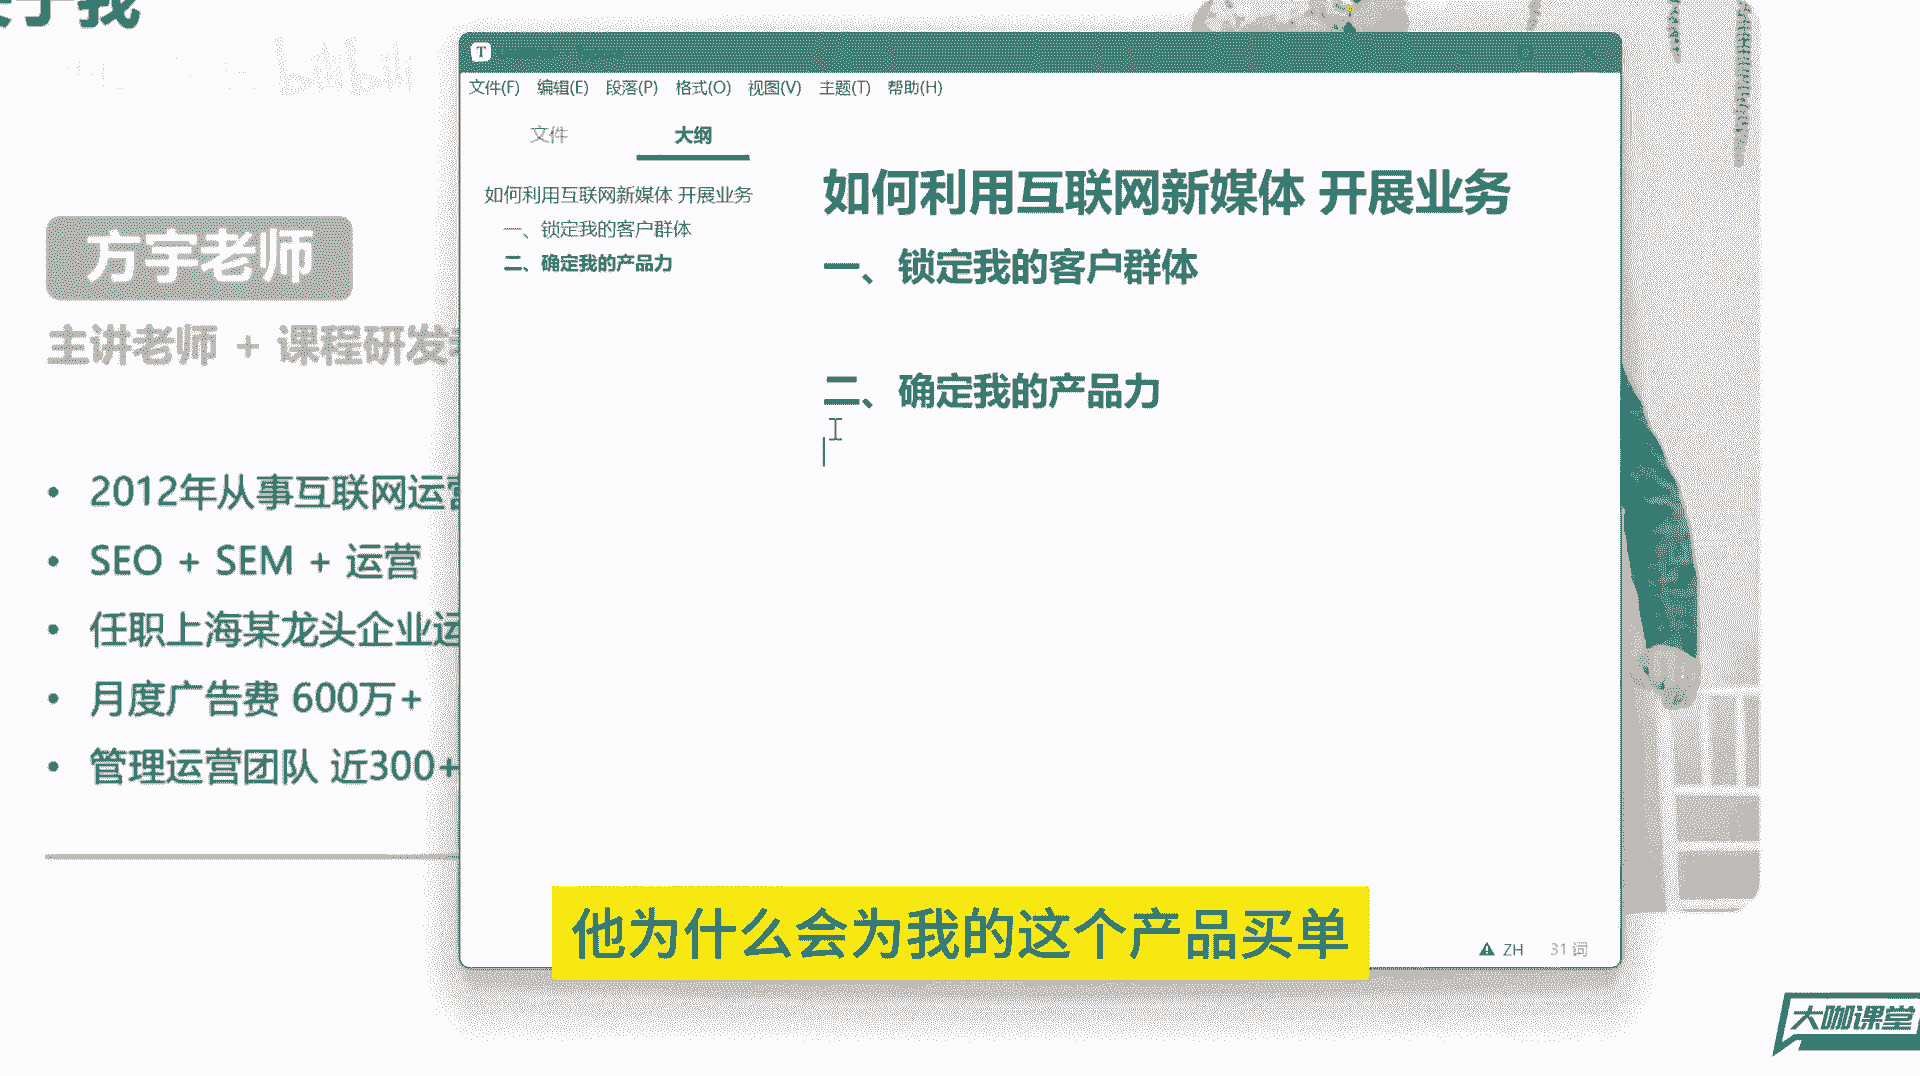 关于我
bilibili
方宇老师
主讲老师 + 课程研发
• 2012年从事互联网运营
• SEO + SEM + 运营
• 任职上海某龙头企业运
• 月度广告费 600万+
• 管理运营团队 近300+
T
文件(F) 编辑(E) 段落(P) 格式(O) 视图(V) 主题(T) 帮助(H)
文件 大纲
如何利用互联网新媒体 开展业务
一、锁定我的客户群体
二、确定我的产品力
如何利用互联网新媒体 开展业务
一、锁定我的客户群体
二、确定我的产品力
ZH 31 词
他为什么会为我的这个产品买单
大咖课堂